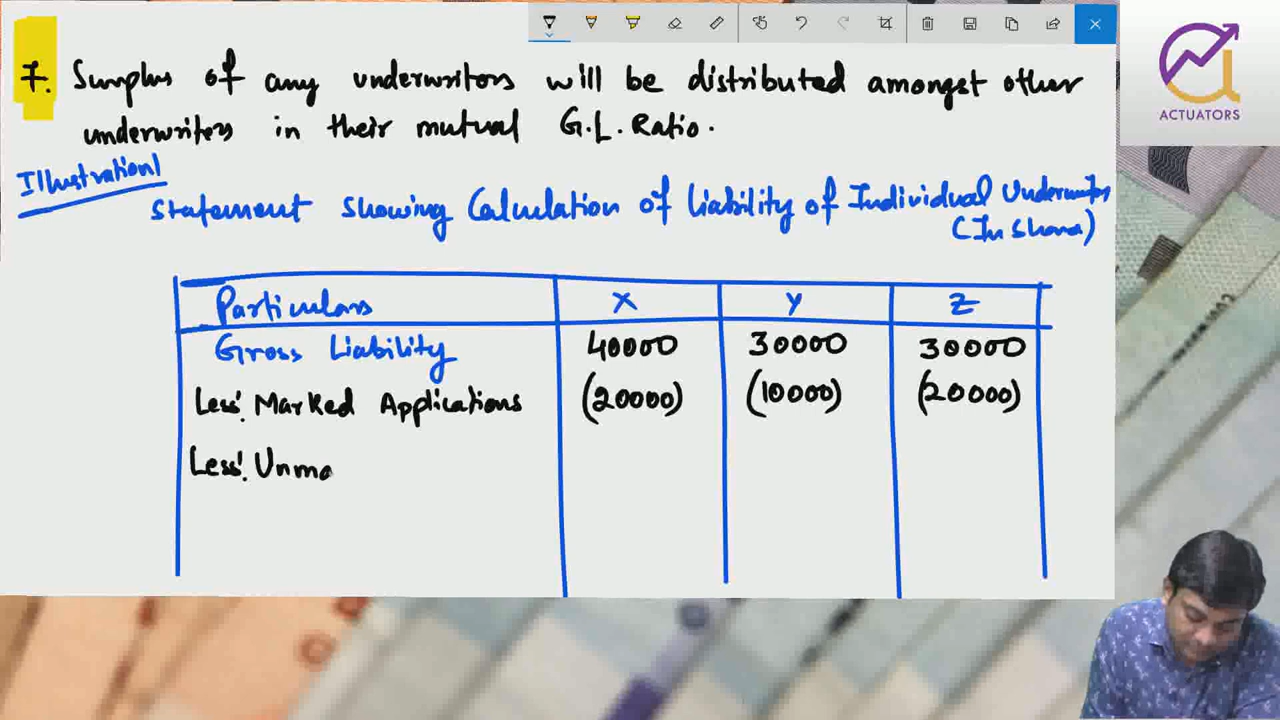 7. Surplus of any underwriters will be distributed amongst other
underwriters in their mutual G.L. Ratio.
Illustration 1
Statement showing Calculation of Liability of Individual Underwriters
(In Shares)
Particulars X Y Z
Gross Liability 40000 30000 30000
Less: Marked Applications (20000) (10000) (20000)
Less: Unma
ACTUATORS